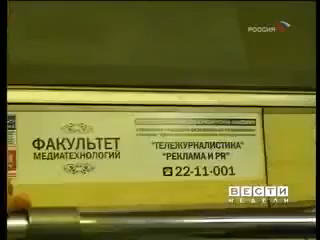 РОССИЯ
ФАКУЛЬТЕТ
МЕДИАТЕХНОЛОГИЙ
"ТЕЛЕЖУРНАЛИСТИКА"
"РЕКЛАМА И PR"
☎22-11-001
ВЕСТИ
НЕДЕЛИ